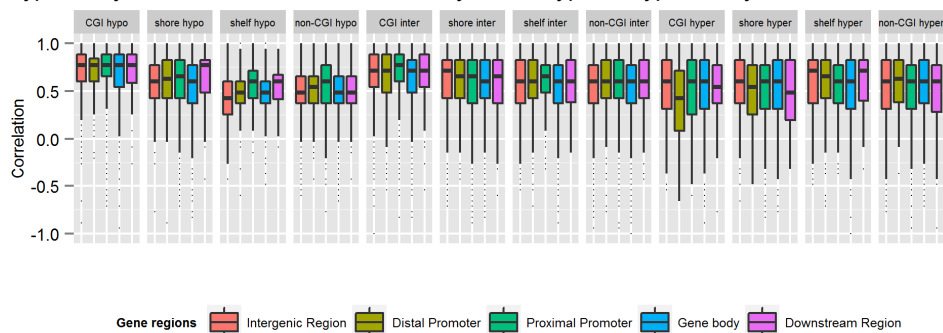 CGI hypo shore hypo shelf hypo non-CGI hypo CGI inter shore inter shelf inter non-CGI inter CGI hyper shore hyper shelf hyper non-CGI hyper
1.0
0.5
0.0
-0.5
-1.0
Correlation
Gene regions Intergenic Region Distal Promoter Proximal Promoter Gene body Downstream Region